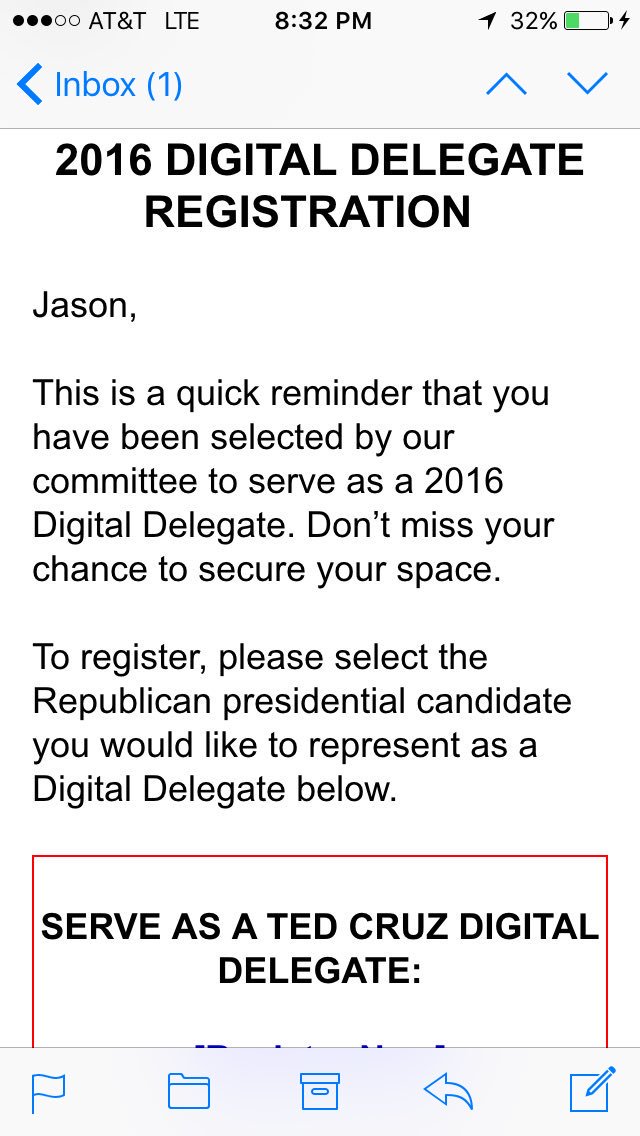 AT&T LTE 8:32 PM 32%
Inbox (1)
2016 DIGITAL DELEGATE
REGISTRATION
Jason,
This is a quick reminder that you
have been selected by our
committee to serve as a 2016
Digital Delegate. Don’t miss your
chance to secure your space.
To register, please select the
Republican presidential candidate
you would like to represent as a
Digital Delegate below.
SERVE AS A TED CRUZ DIGITAL
DELEGATE: